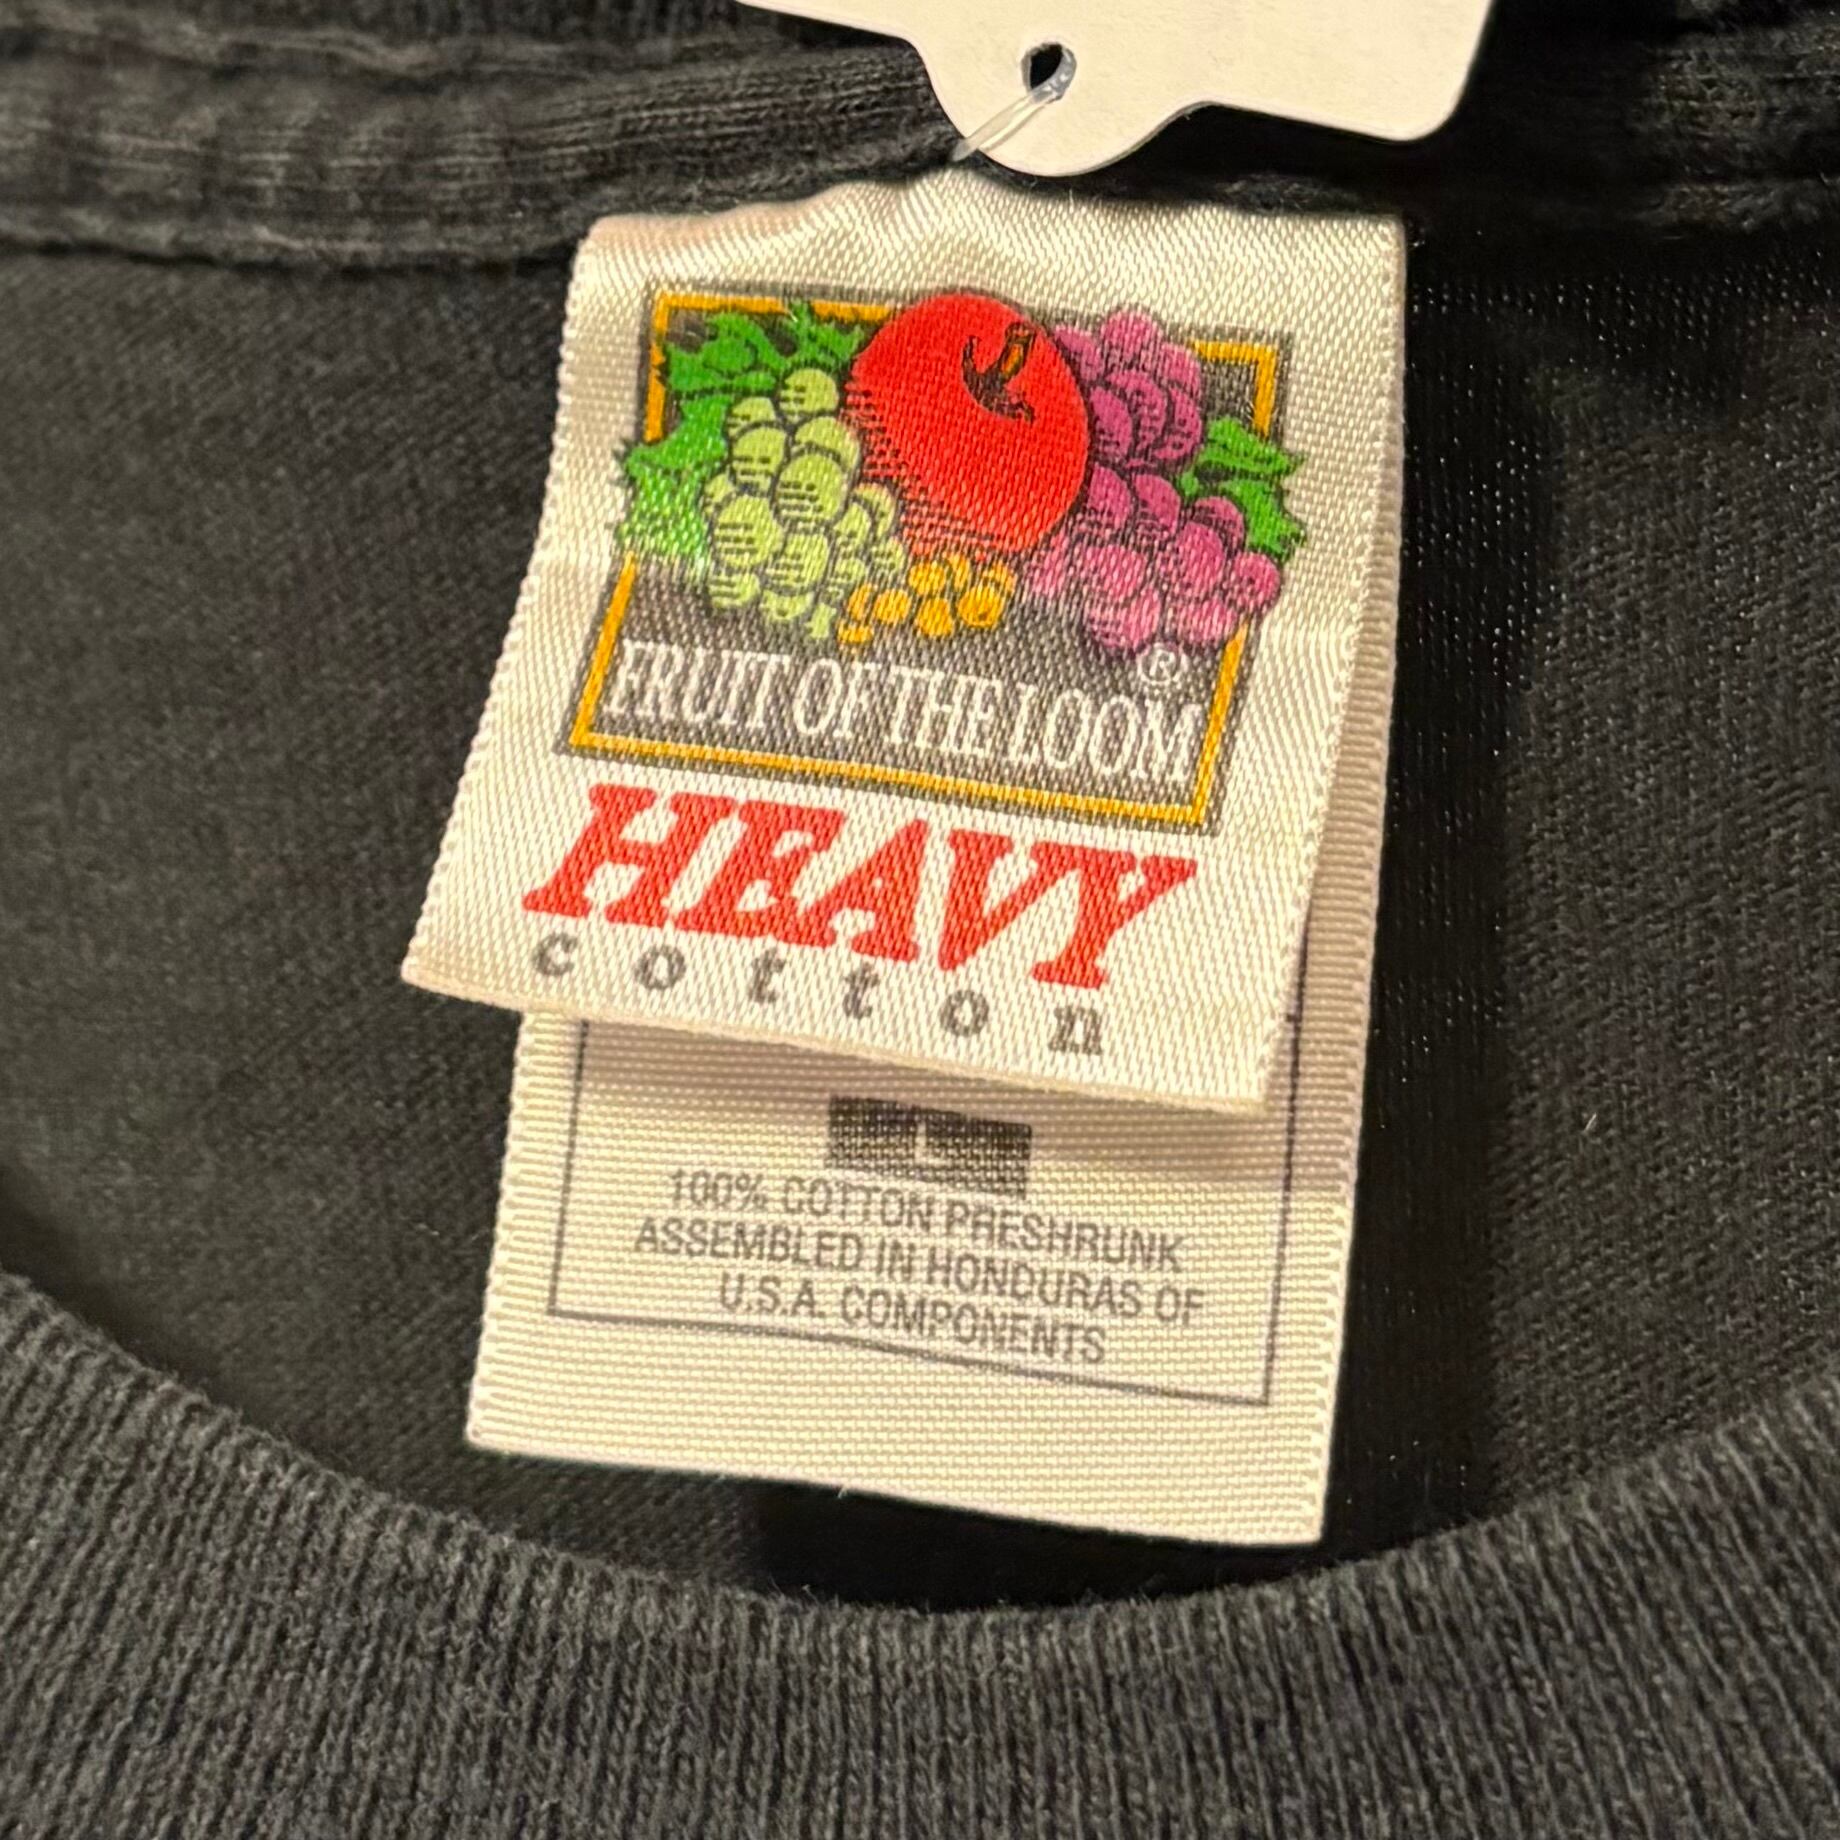 FRUIT OF THE LOOM
®
HEAVY
cotton
L
100% COTTON PRESHRUNK
ASSEMBLED IN HONDURAS OF
U.S.A. COMPONENTS